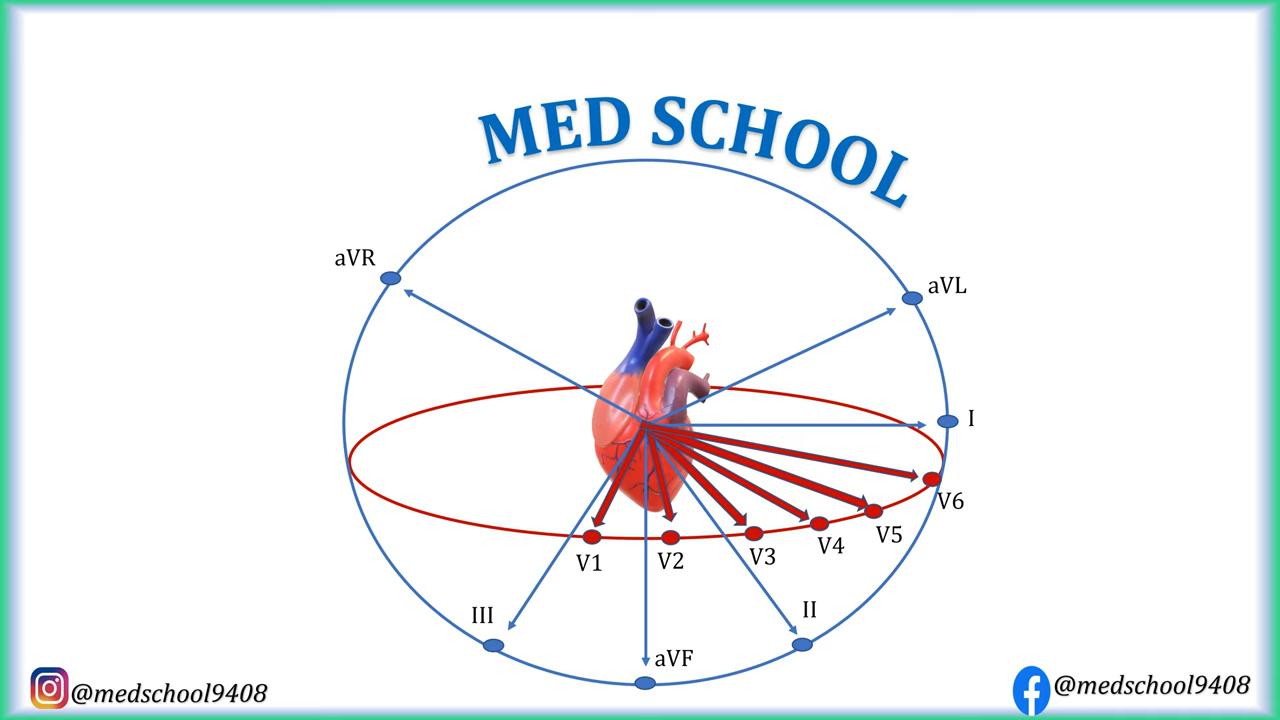 MED SCHOOL
aVR
aVL
I
V6
V5
V4
V3
V2
V1
III
II
aVF
@medschool9408
@medschool9408